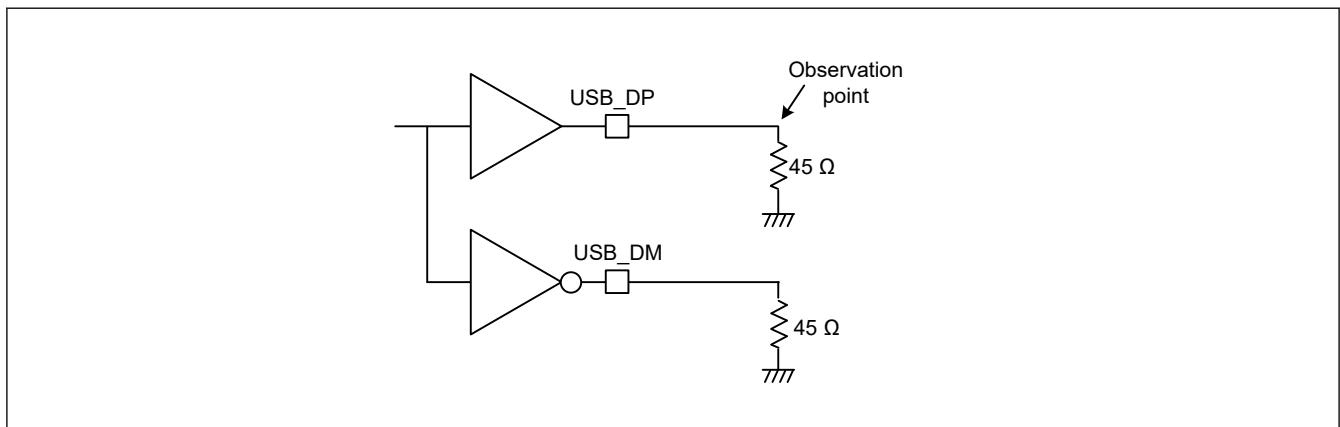 Observation
point
USB_DP
45 Ω
USB_DM
45 Ω